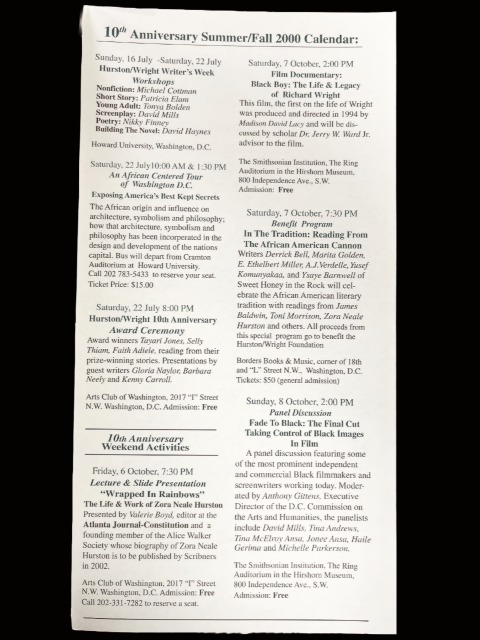 10th Anniversary Summer/Fall 2000 Calendar:
Sunday, 16 July -Saturday, 22 July
Hurston/Wright Writer's Week
Workshops
Nonfiction: Michael Cottman
Short Story: Patricia Elam
Young Adult: Tonya Bolden
Screenplay: David Mills
Poetry: Nikky Finney
Building The Novel: David Haynes
Howard University, Washington, D.C.
Saturday, 22 July10:00 AM & 1:30 PM
An African Centered Tour
of Washington D.C.
Exposing America's Best Kept Secrets
The African origin and influence on
architecture, symbolism and philosophy;
how that architecture, symbolism and
philosophy has been incorporated in the
design and development of the nations
capital. Bus will depart from Cramton
Auditorium at Howard University.
Call 202 783-5433 to reserve your seat.
Ticket Price: $15.00
Saturday, 22 July 8:00 PM
Hurston/Wright 10th Anniversary
Award Ceremony
Award winners Tayari Jones, Selly
Thiam, Faith Adiele, reading from their
prize-winning stories. Presentations by
guest writers Gloria Naylor, Barbara
Neely and Kenny Carroll.
Arts Club of Washington, 2017 "I" Street
N.W. Washington, D.C. Admission: Free
10th Anniversary
Weekend Activities
Friday, 6 October, 7:30 PM
Lecture & Slide Presentation
"Wrapped In Rainbows"
The Life & Work of Zora Neale Hurston
Presented by Valerie Boyd, editor at the
Atlanta Journal-Constitution and a
founding member of the Alice Walker
Society whose biography of Zora Neale
Hurston is to be published by Scribners
in 2002.
Arts Club of Washington, 2017 "I" Street
N.W. Washington, D.C. Admission: Free
Call 202-331-7282 to reserve a seat.
Saturday, 7 October, 2:00 PM
Film Documentary:
Black Boy: The Life & Legacy
of Richard Wright
This film, the first on the life of Wright
was produced and directed in 1994 by
Madison David Lacy and will be dis-
cussed by scholar Dr. Jerry W. Ward Jr.
advisor to the film.
The Smithsonian Institution, The Ring
Auditorium in the Hirshorn Museum,
800 Independence Ave., S.W.
Admission: Free
Saturday, 7 October, 7:30 PM
Benefit Program
In The Tradition: Reading From
The African American Cannon
Writers Derrick Bell, Marita Golden,
E. Ethelbert Miller, A.J.Verdelle, Yusef
Komunyakaa, and Ysaye Barnwell of
Sweet Honey in the Rock will cel-
ebrate the African American literary
tradition with readings from James
Baldwin, Toni Morrison, Zora Neale
Hurston and others. All proceeds from
this special program go to benefit the
Hurston/Wright Foundation
Borders Books & Music, corner of 18th
and "L" Street N.W., Washington, D.C.
Tickets: $50 (general admission)
Sunday, 8 October, 2:00 PM
Panel Discussion
Fade To Black: The Final Cut
Taking Control of Black Images
In Film
A panel discussion featuring some
of the most prominent independent
and commercial Black filmmakers and
screenwriters working today. Moder-
ated by Anthony Gittens, Executive
Director of the D.C. Commission on
the Arts and Humanities, the panelists
include David Mills, Tina Andrews,
Tina McElroy Ansa, Jonee Ansa, Haile
Gerima and Michelle Parkerson.
The Smithsonian Institution, The Ring
Auditorium in the Hirshorn Museum,
800 Independence Ave., S.W.
Admission: Free